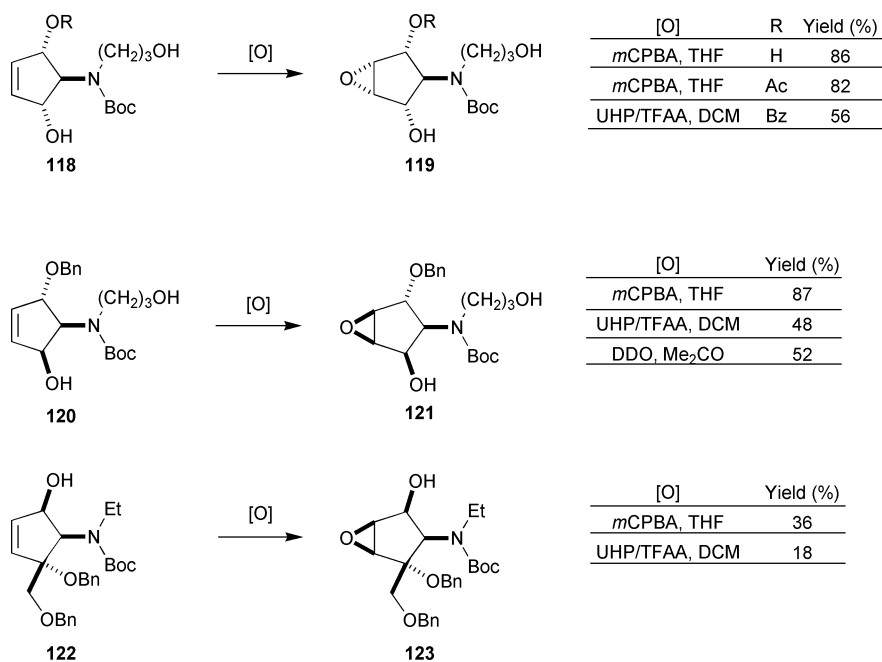 OR
(CH2)3OH
N
Boc
OH
118
[O]
OR
(CH2)3OH
O
N
Boc
OH
119
[O] R Yield (%)
mCPBA, THF H 86
mCPBA, THF Ac 82
UHP/TFAA, DCM Bz 56
OBn
(CH2)3OH
N
Boc
OH
120
[O]
OBn
(CH2)3OH
O
N
Boc
OH
121
[O] Yield (%)
mCPBA, THF 87
UHP/TFAA, DCM 48
DDO, Me2CO 52
OH
Et
N
Boc
OBn
OBn
122
[O]
OH
Et
O
N
Boc
OBn
OBn
123
[O] Yield (%)
mCPBA, THF 36
UHP/TFAA, DCM 18